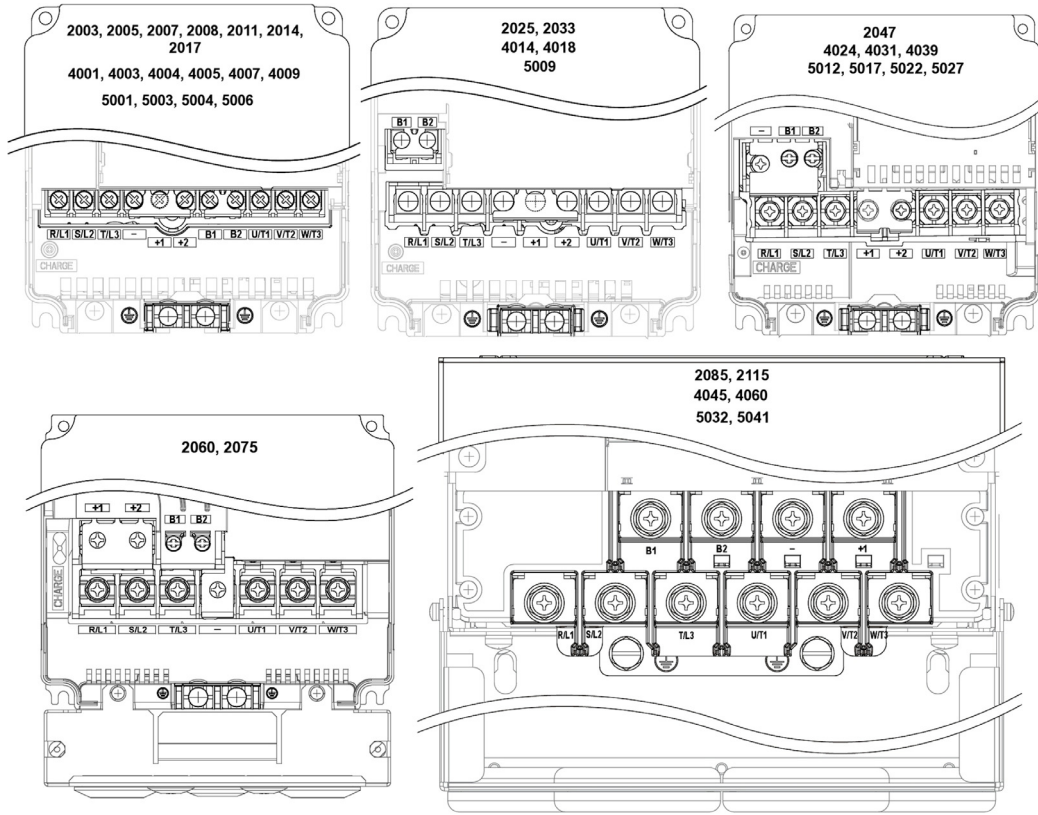 2003, 2005, 2007, 2008, 2011, 2014,
2017
4001, 4003, 4004, 4005, 4007, 4009
5001, 5003, 5004, 5006
R/L1 S/L2 T/L3 − +1 +2 B1 B2 U/T1 V/T2 W/T3
CHARGE
2025, 2033
4014, 4018
5009
B1 B2
R/L1 S/L2 T/L3 − +1 +2 U/T1 V/T2 W/T3
CHARGE
2047
4024, 4031, 4039
5012, 5017, 5022, 5027
− B1 B2
R/L1 S/L2 T/L3 +1 +2 U/T1 V/T2 W/T3
CHARGE
2060, 2075
+1 +2 B1 B2
CHARGE
R/L1 S/L2 T/L3 − U/T1 V/T2 W/T3
2085, 2115
4045, 4060
5032, 5041
B1 B2 − +1
R/L1 S/L2 T/L3 U/T1 V/T2 W/T3